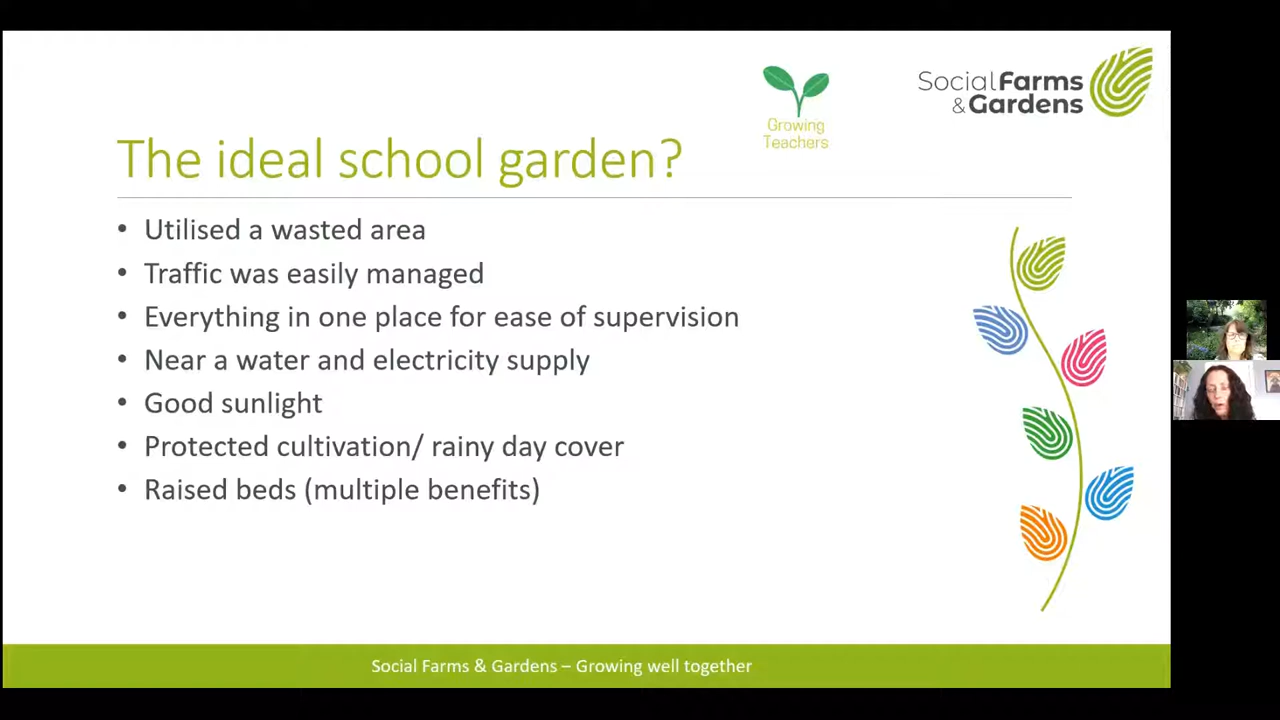 Growing
Teachers
Social Farms
& Gardens
The ideal school garden?
• Utilised a wasted area
• Traffic was easily managed
• Everything in one place for ease of supervision
• Near a water and electricity supply
• Good sunlight
• Protected cultivation/ rainy day cover
• Raised beds (multiple benefits)
Social Farms & Gardens – Growing well together